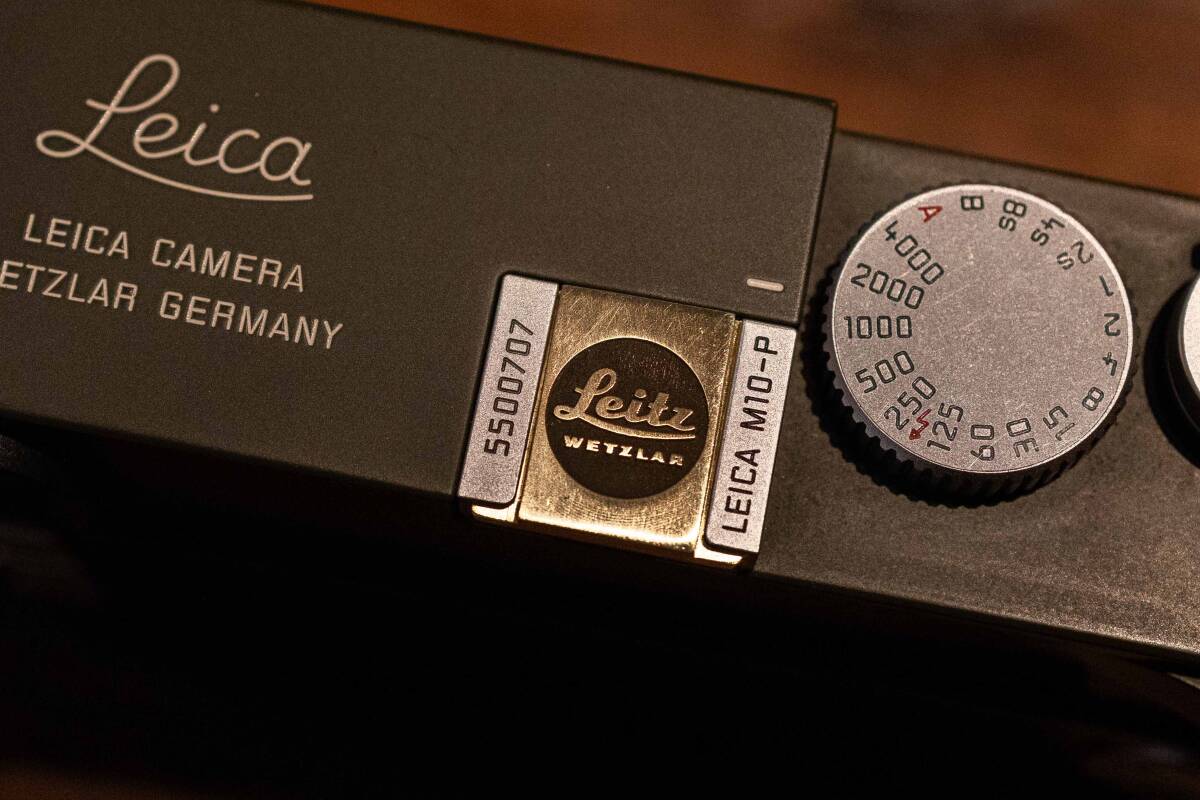 Leica
LEICA CAMERA
ETZLAR GERMANY
5500707
Leitz
WETZLAR
LEICA M10-P
A
B
8s
4s
2s
1
2
4
8
15
30
60
125
250
500
1000
2000
4000